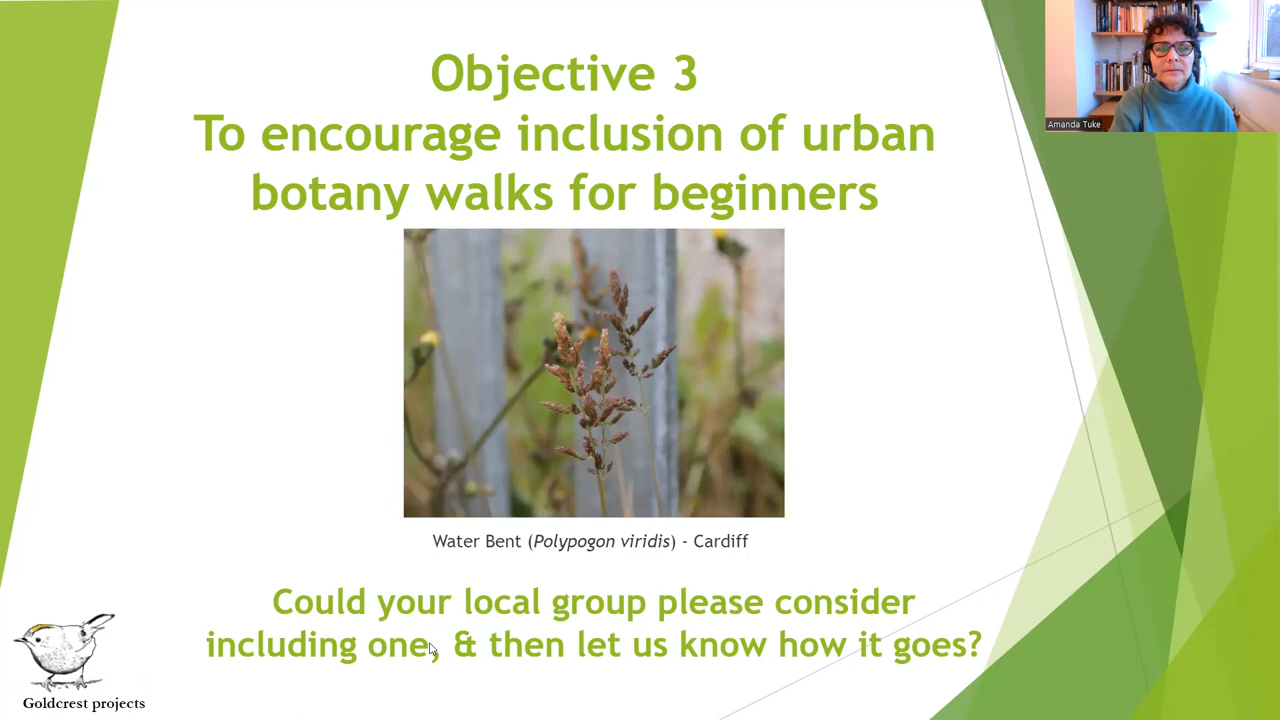 Objective 3
To encourage inclusion of urban
botany walks for beginners
Amanda Tuke
Water Bent (Polypogon viridis) - Cardiff
Could your local group please consider
including one, & then let us know how it goes?
Goldcrest projects